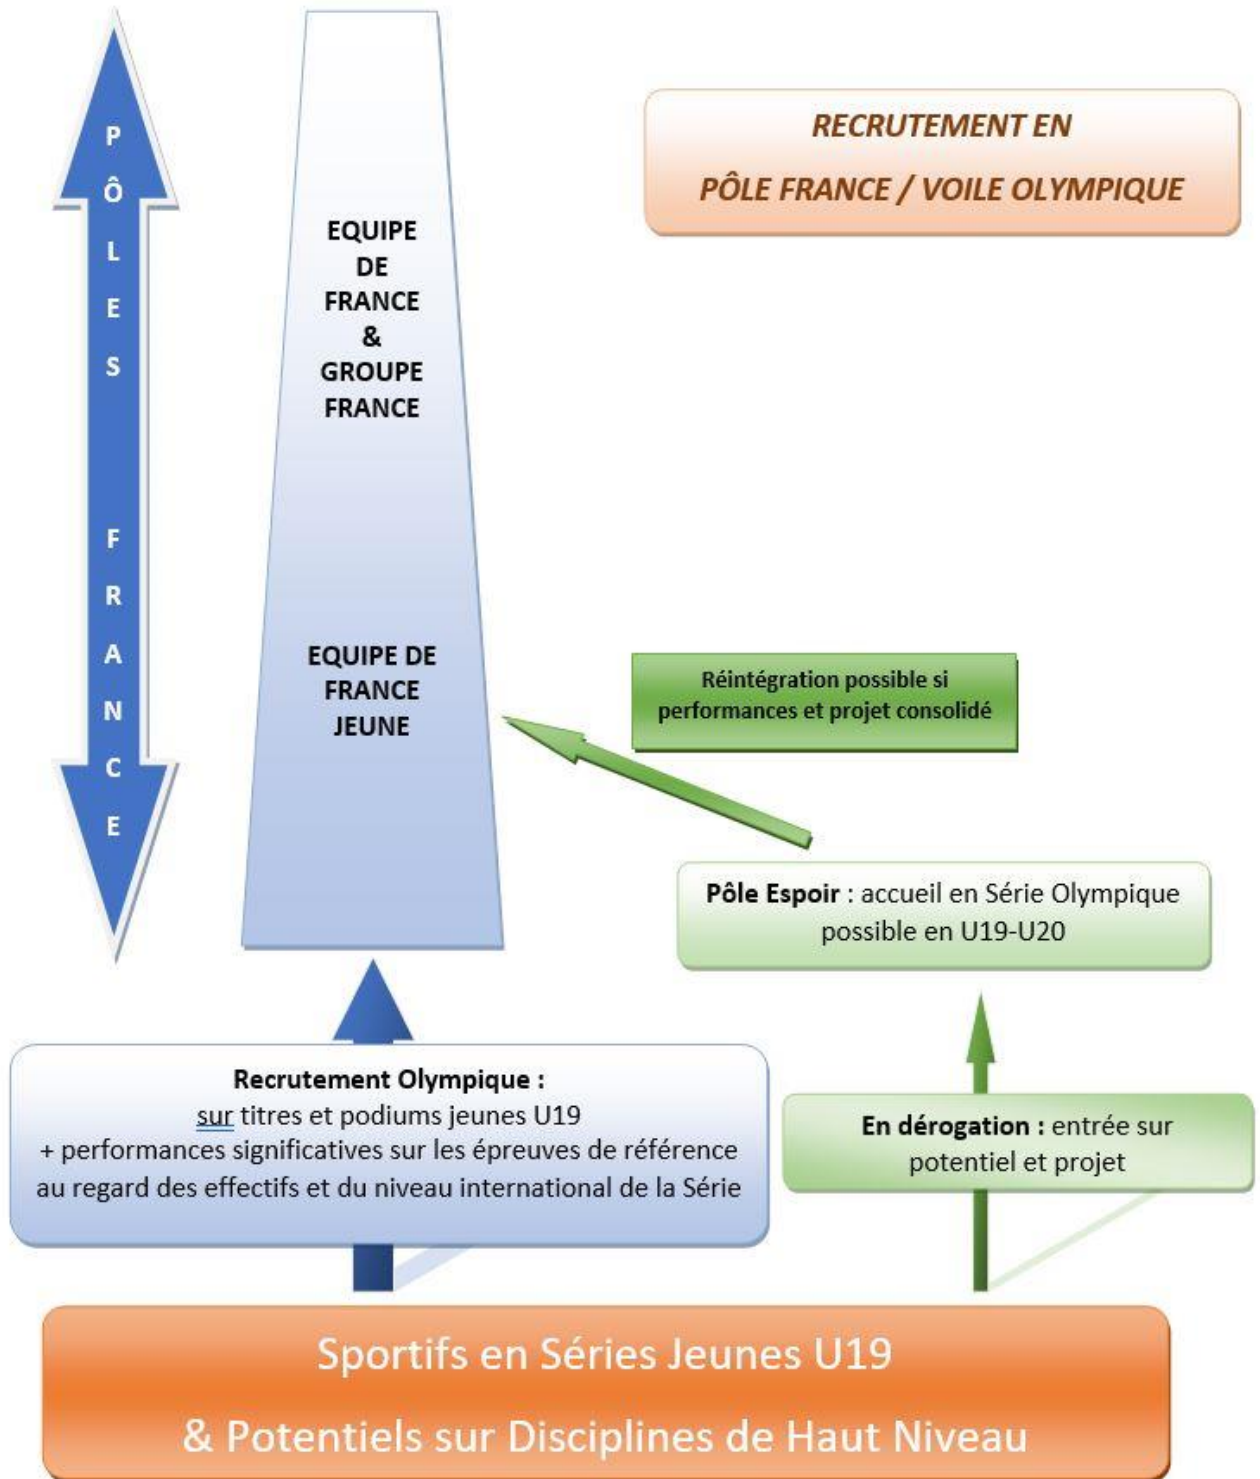 PÔLES FRANCE
RECRUTEMENT EN
PÔLE FRANCE / VOILE OLYMPIQUE
EQUIPE
DE
FRANCE
&
GROUPE
FRANCE
EQUIPE DE
FRANCE
JEUNE
Réintégration possible si
performances et projet consolidé
Pôle Espoir : accueil en Série Olympique
possible en U19-U20
Recrutement Olympique :
sur titres et podiums jeunes U19
+ performances significatives sur les épreuves de référence
au regard des effectifs et du niveau international de la Série
En dérogation : entrée sur
potentiel et projet
Sportifs en Séries Jeunes U19
& Potentiels sur Disciplines de Haut Niveau